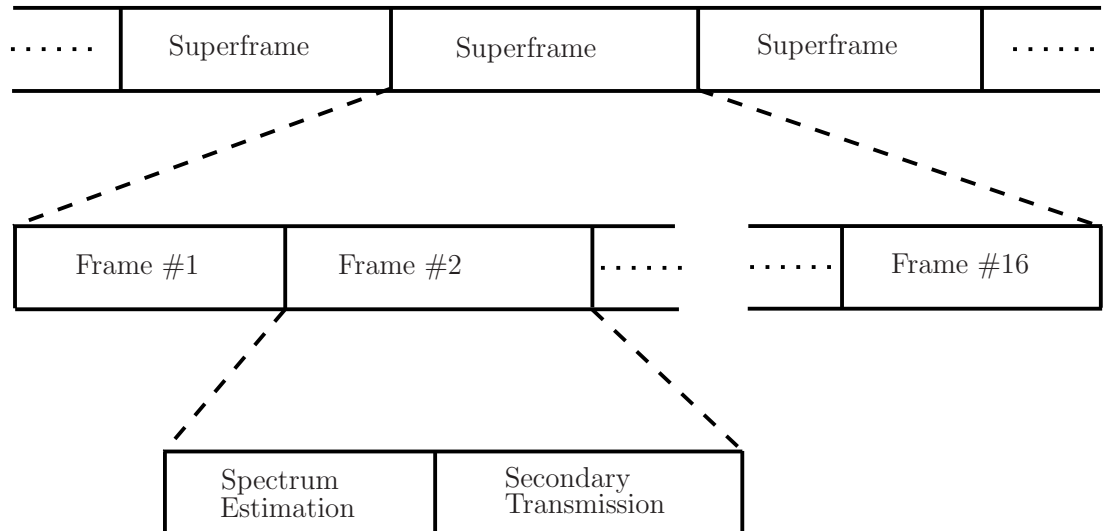 ...... Superframe Superframe Superframe ......
Frame #1 Frame #2 ...... ...... Frame #16
Spectrum Estimation
Secondary Transmission